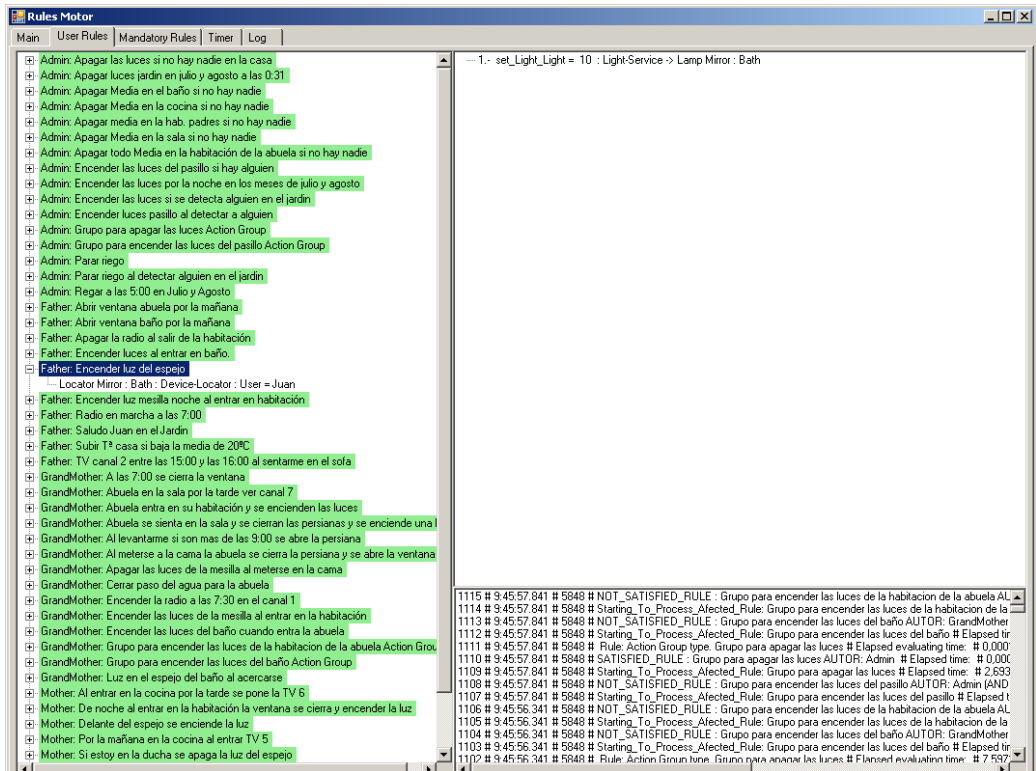 Rules Motor
Main User Rules Mandatory Rules Timer Log
Admin: Apagar las luces si no hay nadie en la casa
Admin: Apagar luces jardin en julio y agosto a las 0:31
Admin: Apagar Media en el baño si no hay nadie
Admin: Apagar Media en la cocina si no hay nadie
Admin: Apagar media en la hab. padres si no hay nadie
Admin: Apagar Media en la sala si no hay nadie
Admin: Apagar todo Media en la habitación de la abuela si no hay nadie
Admin: Encender las luces del pasillo si hay alguien
Admin: Encender las luces por la noche en los meses de julio y agosto
Admin: Encender las luces si se detecta alguien en el jardin
Admin: Encender luces pasillo al detectar a alguien
Admin: Grupo para apagar las luces Action Group
Admin: Grupo para encender las luces del pasillo Action Group
Admin: Parar riego
Admin: Parar riego al detectar alguien en el jardin
Admin: Regar a las 5:00 en Julio y Agosto
Father: Abrir ventana abuela por la mañana
Father: Abrir ventana baño por la mañana
Father: Apagar la radio al salir de la habitación
Father: Encender luces al entrar en baño.
Father: Encender luz del espejo
Locator Mirror : Bath : Device-Locator : User = Juan
Father: Encender luz mesilla noche al entrar en habitación
Father: Radio en marcha a las 7:00
Father: Saludo Juan en el Jardin
Father: Subir Tª casa si baja la media de 20ºC
Father: TV canal 2 entre las 15:00 y las 16:00 al sentarme en el sofa
GrandMother: A las 7:00 se cierra la ventana
GrandMother: Abuela en la sala por la tarde ver canal 7
GrandMother: Abuela entra en su habitación y se encienden las luces
GrandMother: Abuela se sienta en la sala y se cierran las persianas y se enciende una
GrandMother: Al levantarme si son mas de las 9:00 se abre la persiana
GrandMother: Al meterse a la cama la abuela se cierra la persiana y se abre la ventana
GrandMother: Apagar las luces de la mesilla al meterse en la cama
GrandMother: Cerrar paso del agua para la abuela
GrandMother: Encender la radio a las 7:30 en el canal 1
GrandMother: Encender las luces de la mesilla al entrar en la habitación
GrandMother: Encender las luces del baño cuando entra la abuela
GrandMother: Grupo para encender las luces de la habitacion de la abuela Action Grou
GrandMother: Grupo para encender las luces del baño Action Group
GrandMother: Luz en el espejo del baño al acercarse
Mother: Al entrar en la cocina por la tarde se pone la TV 6
Mother: De noche al entrar en la habitación la ventana se cierra y encender la luz
Mother: Delante del espejo se enciende la luz
Mother: Por la mañana en la cocina al entrar TV 5
Mother: Si estoy en la ducha se apaga la luz del espejo
1.- set_Light_Light = 10 : Light-Service -> Lamp Mirror : Bath
1115 # 9:45:57.841 # 5848 # NOT_SATISFIED_RULE : Grupo para encender las luces de la habitacion de la abuela AU
1114 # 9:45:57.841 # 5848 # Starting_To_Process_Afected_Rule: Grupo para encender las luces de la habitacion de la
1113 # 9:45:57.841 # 5848 # NOT_SATISFIED_RULE : Grupo para encender las luces del baño AUTOR: GrandMother
1112 # 9:45:57.841 # 5848 # Starting_To_Process_Afected_Rule: Grupo para encender las luces del baño # Elapsed tir
1111 # 9:45:57.841 # 5848 # Rule: Action Group type. Grupo para apagar las luces # Elapsed evaluating time: # 0,000
1110 # 9:45:57.841 # 5848 # SATISFIED_RULE : Grupo para apagar las luces AUTOR: Admin # Elapsed time: # 0,000
1109 # 9:45:57.841 # 5848 # Starting_To_Process_Afected_Rule: Grupo para apagar las luces # Elapsed time: # 2,693
1108 # 9:45:57.841 # 5848 # NOT_SATISFIED_RULE : Grupo para encender las luces del pasillo AUTOR: Admin (AND
1107 # 9:45:57.841 # 5848 # Starting_To_Process_Afected_Rule: Grupo para encender las luces del pasillo # Elapsed t
1106 # 9:45:56.341 # 5848 # NOT_SATISFIED_RULE : Grupo para encender las luces de la habitacion de la abuela AU
1105 # 9:45:56.341 # 5848 # Starting_To_Process_Afected_Rule: Grupo para encender las luces de la habitacion de la
1104 # 9:45:56.341 # 5848 # NOT_SATISFIED_RULE : Grupo para encender las luces del baño AUTOR: GrandMother
1103 # 9:45:56.341 # 5848 # Starting_To_Process_Afected_Rule: Grupo para encender las luces del baño # Elapsed tir
1102 # 9:45:56.341 # 5848 # Rule: Action Group type. Grupo para apagar las luces # Elapsed evaluating time: # 7,597